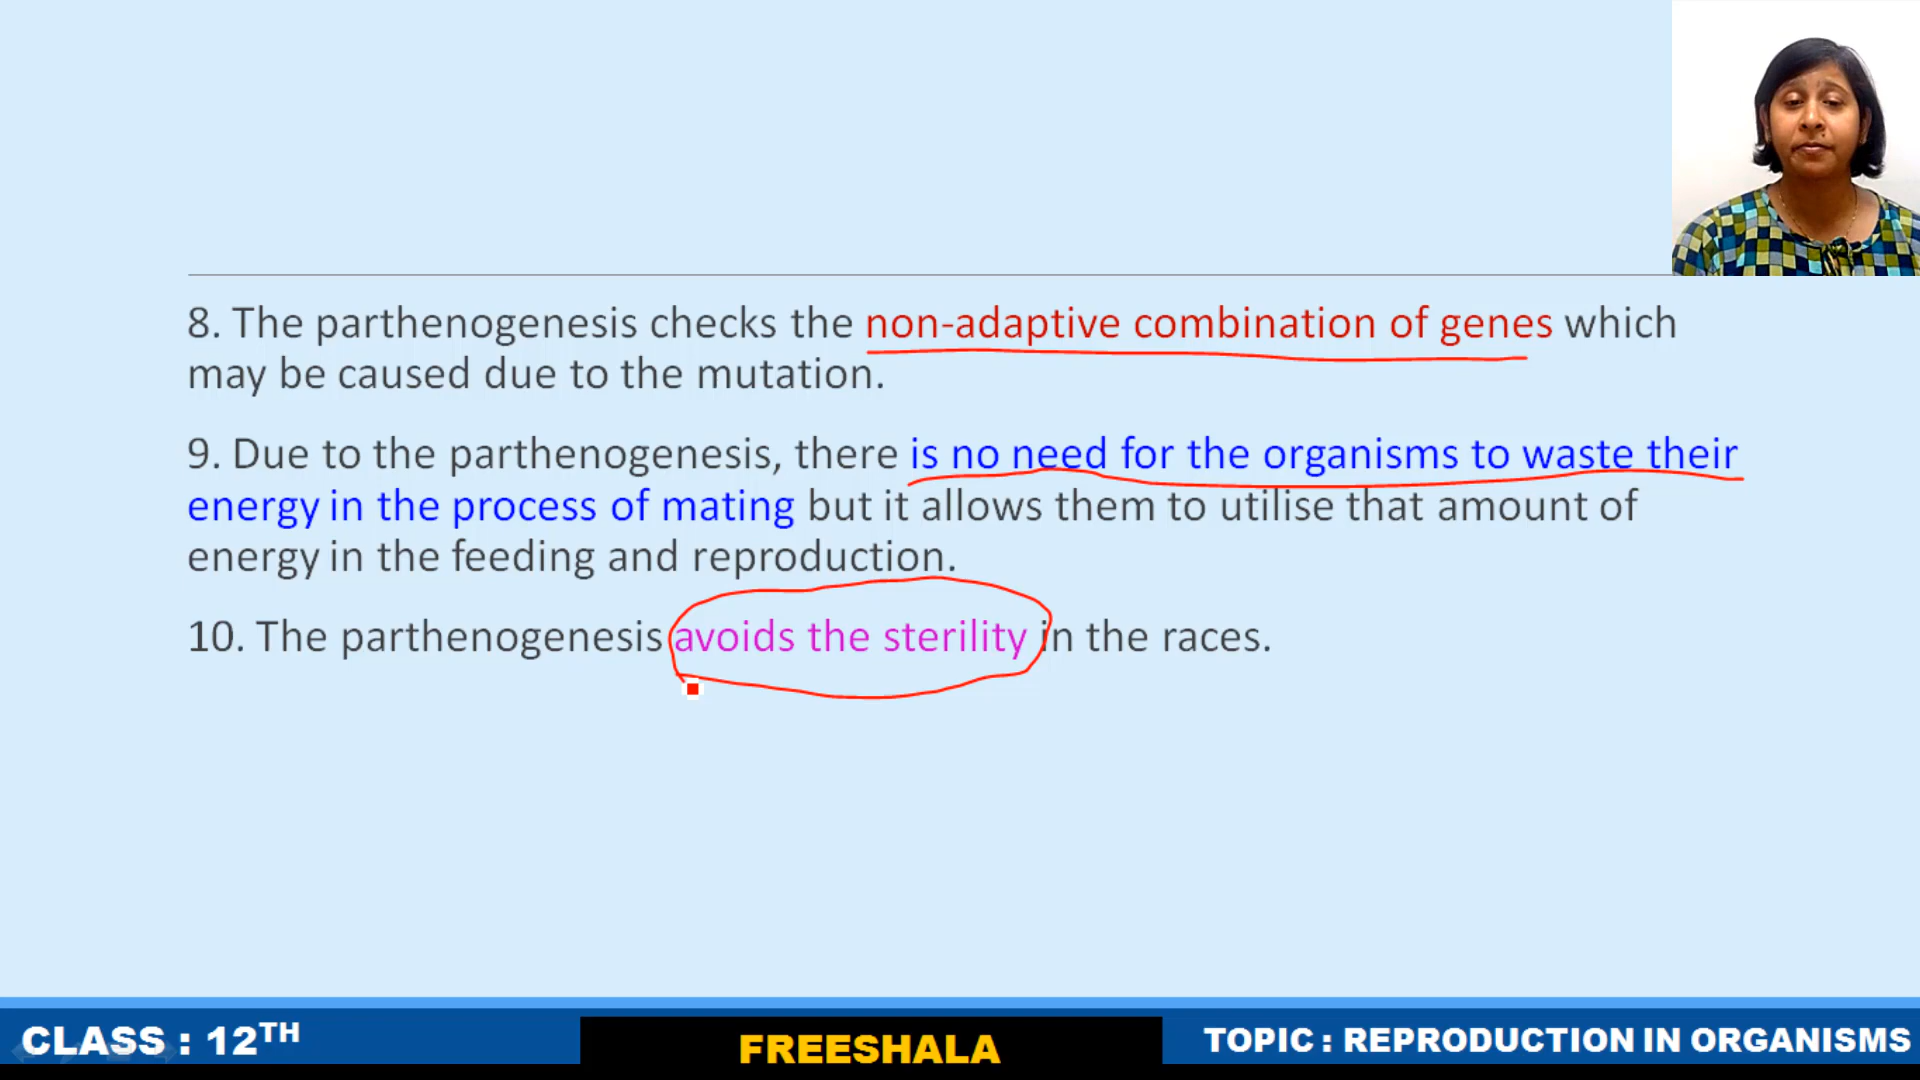 8. The parthenogenesis checks the non-adaptive combination of genes which
may be caused due to the mutation.
9. Due to the parthenogenesis, there is no need for the organisms to waste their
energy in the process of mating but it allows them to utilise that amount of
energy in the feeding and reproduction.
10. The parthenogenesis avoids the sterility in the races.
CLASS : 12TH
FREESHALA
TOPIC : REPRODUCTION IN ORGANISMS